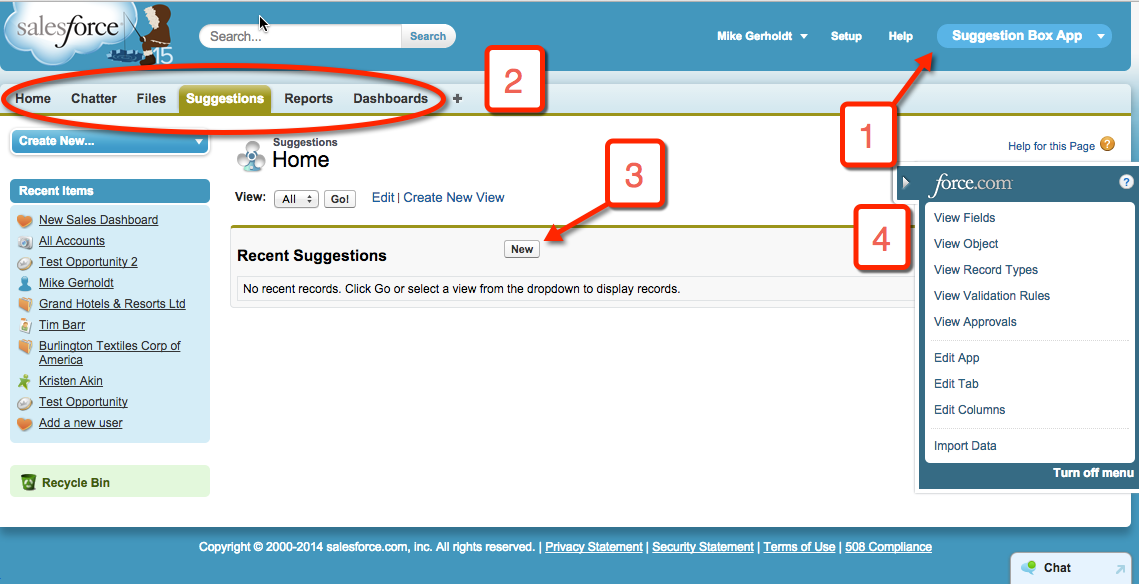 salesforce
15
Search...
Search
Mike Gerholdt
Setup
Help
Suggestion Box App
2
1
Home Chatter Files Suggestions Reports Dashboards +
Create New...
Suggestions
Home
Help for this Page ?
3
View: All Go! Edit | Create New View
Recent Items
New Sales Dashboard
All Accounts
Test Opportunity 2
Mike Gerholdt
Grand Hotels & Resorts Ltd
Tim Barr
Burlington Textiles Corp of
America
Kristen Akin
Test Opportunity
Add a new user
Recycle Bin
Recent Suggestions
New
No recent records. Click Go or select a view from the dropdown to display records.
4
force.com
?
View Fields
View Object
View Record Types
View Validation Rules
View Approvals
Edit App
Edit Tab
Edit Columns
Import Data
Turn off menu
Copyright © 2000-2014 salesforce.com, inc. All rights reserved. | Privacy Statement | Security Statement | Terms of Use | 508 Compliance
Chat